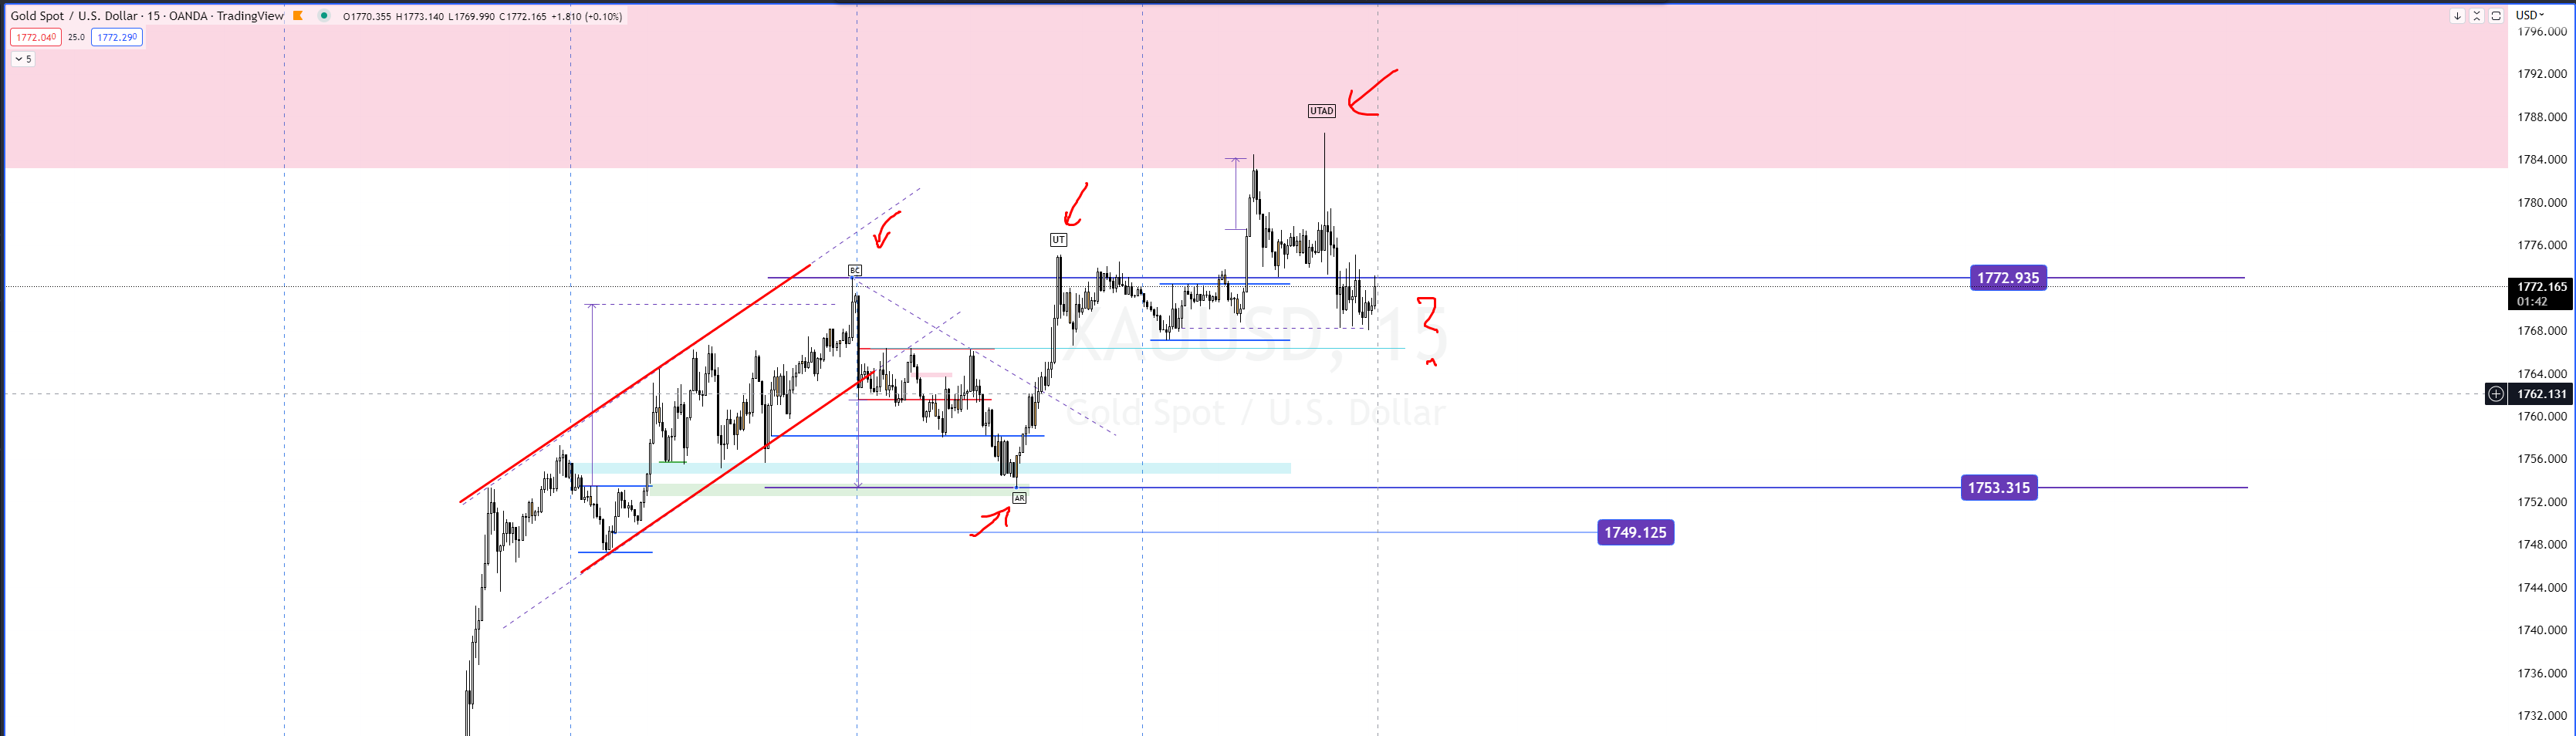 Gold Spot / U.S. Dollar · 15 · OANDA · TradingView O1770.355 H1773.140 L1769.990 C1772.165 +1.810 (+0.10%)
USD
1772.040 25.0 1772.290
5
1796.000
1792.000
1788.000
UTAD
1784.000
1780.000
UT
1776.000
BC
1772.935
1772.165
01:42
XAUUSD, 15
1768.000
?
1764.000
1762.131
Gold Spot / U.S. Dollar
1760.000
1756.000
1753.315
AR
1752.000
1749.125
1748.000
1744.000
1740.000
1736.000
1732.000